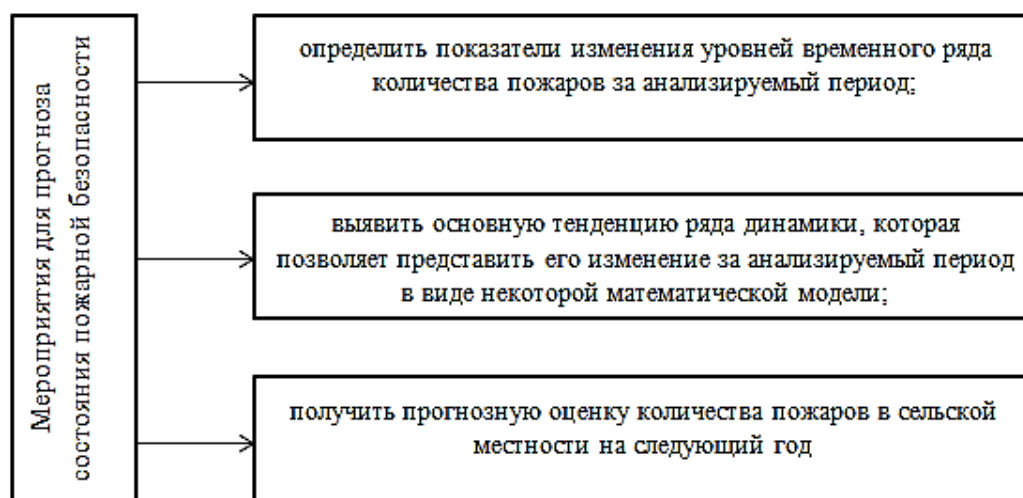 Мероприятия для прогноза
состояния пожарной безопасности
определить показатели изменения уровней временного ряда
количества пожаров за анализируемый период;
выявить основную тенденцию ряда динамики, которая
позволяет представить его изменение за анализируемый период
в виде некоторой математической модели;
получить прогнозную оценку количества пожаров в сельской
местности на следующий год